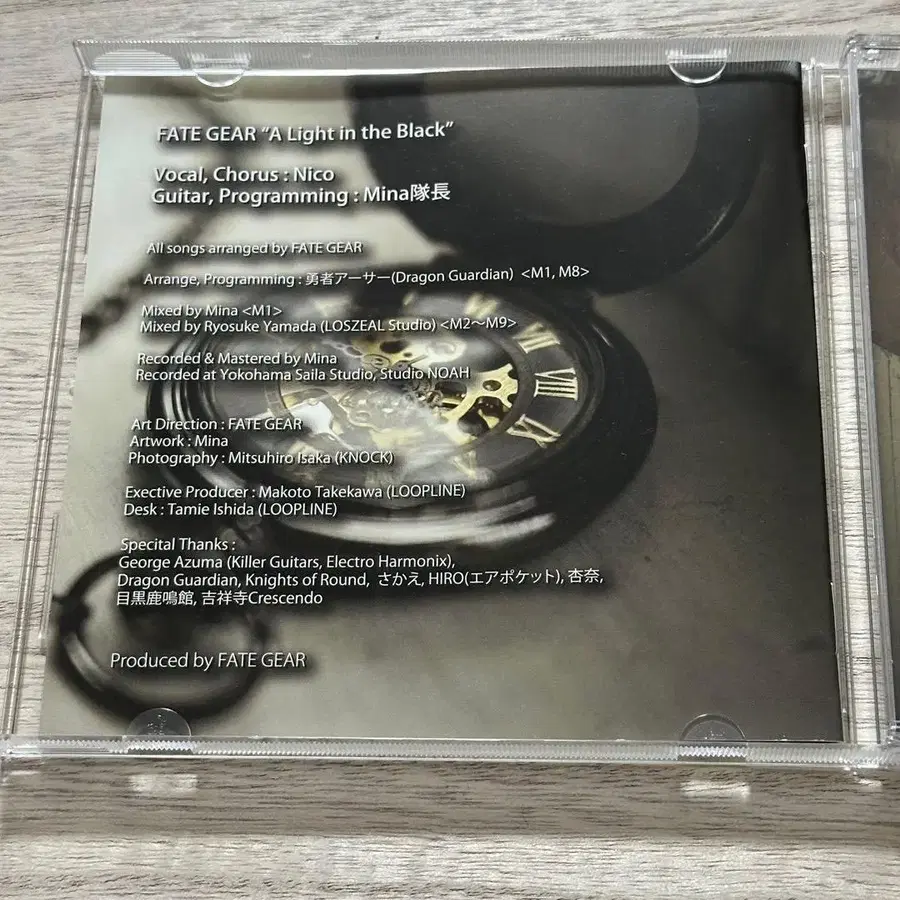 FATE GEAR “A Light in the Black”
Vocal, Chorus : Nico
Guitar, Programming : Mina隊長
All songs arranged by FATE GEAR
Arrange, Programming : 勇者アーサー(Dragon Guardian) <M1, M8>
Mixed by Mina <M1>
Mixed by Ryosuke Yamada (LOSZEAL Studio) <M2～M9>
Recorded & Mastered by Mina
Recorded at Yokohama Saila Studio, Studio NOAH
Art Direction : FATE GEAR
Artwork : Mina
Photography : Mitsuhiro Isaka (KNOCK)
Exective Producer : Makoto Takekawa (LOOPLINE)
Desk : Tamie Ishida (LOOPLINE)
Specital Thanks :
George Azuma (Killer Guitars, Electro Harmonix),
Dragon Guardian, Knights of Round, さかえ, HIRO(エアポケット), 杏奈,
目黒鹿鳴館, 吉祥寺Crescendo
Produced by FATE GEAR
VII
VIII
IX